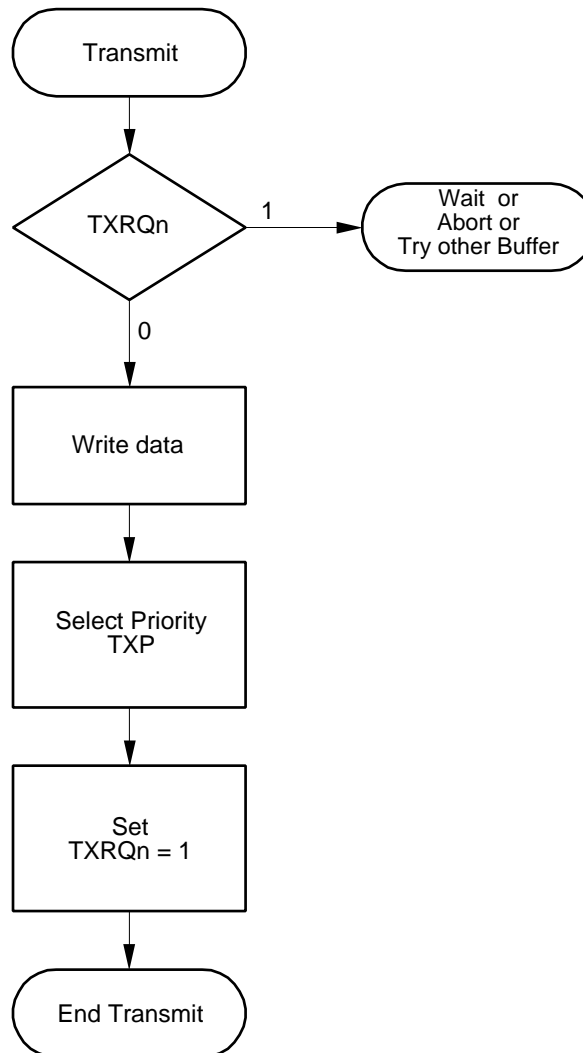 Transmit
TXRQn
1
Wait or
Abort or
Try other Buffer
0
Write data
Select Priority
TXP
Set
TXRQn = 1
End Transmit